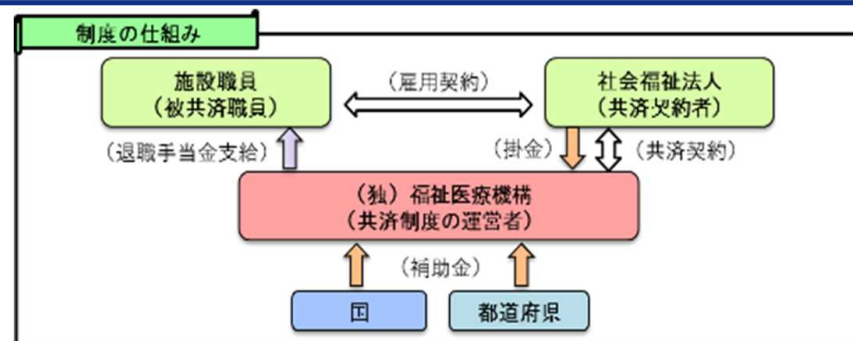 制度の仕組み
施設職員
（被共済職員）
（雇用契約）
社会福祉法人
（共済契約者）
（退職手当金支給）
（掛金）
（共済契約）
（独）福祉医療機構
（共済制度の運営者）
（補助金）
国
都道府県